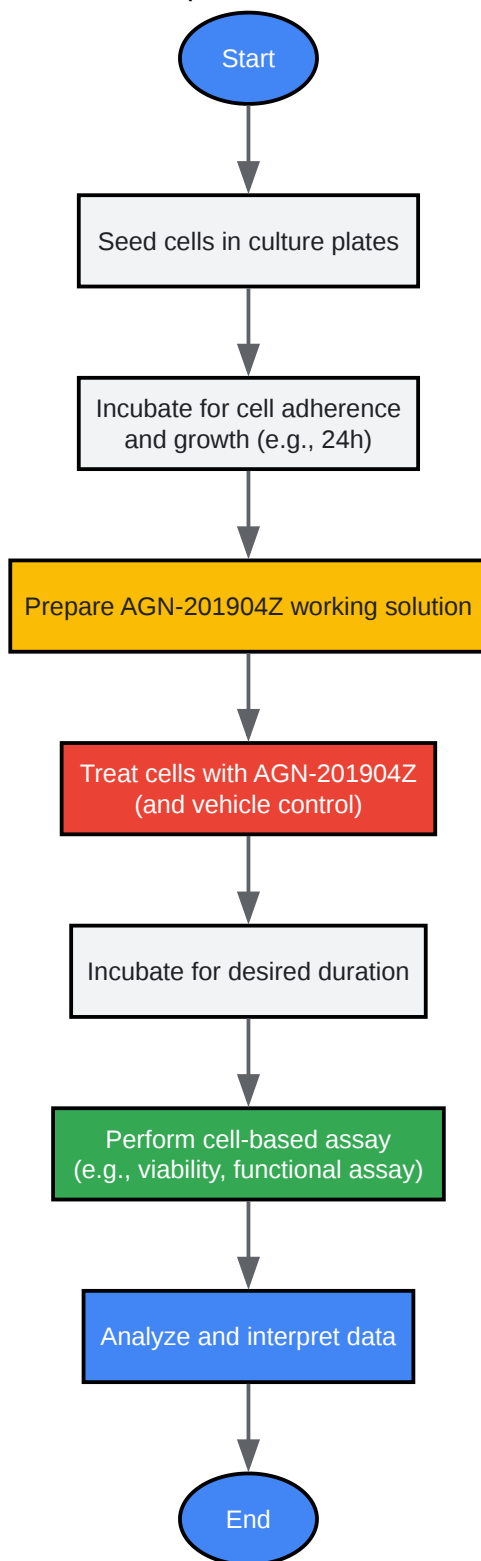 Start
Seed cells in culture plates
Incubate for cell adherence
and growth (e.g., 24h)
Prepare AGN-201904Z working solution
Treat cells with AGN-201904Z
(and vehicle control)
Incubate for desired duration
Perform cell-based assay
(e.g., viability, functional assay)
Analyze and interpret data
End